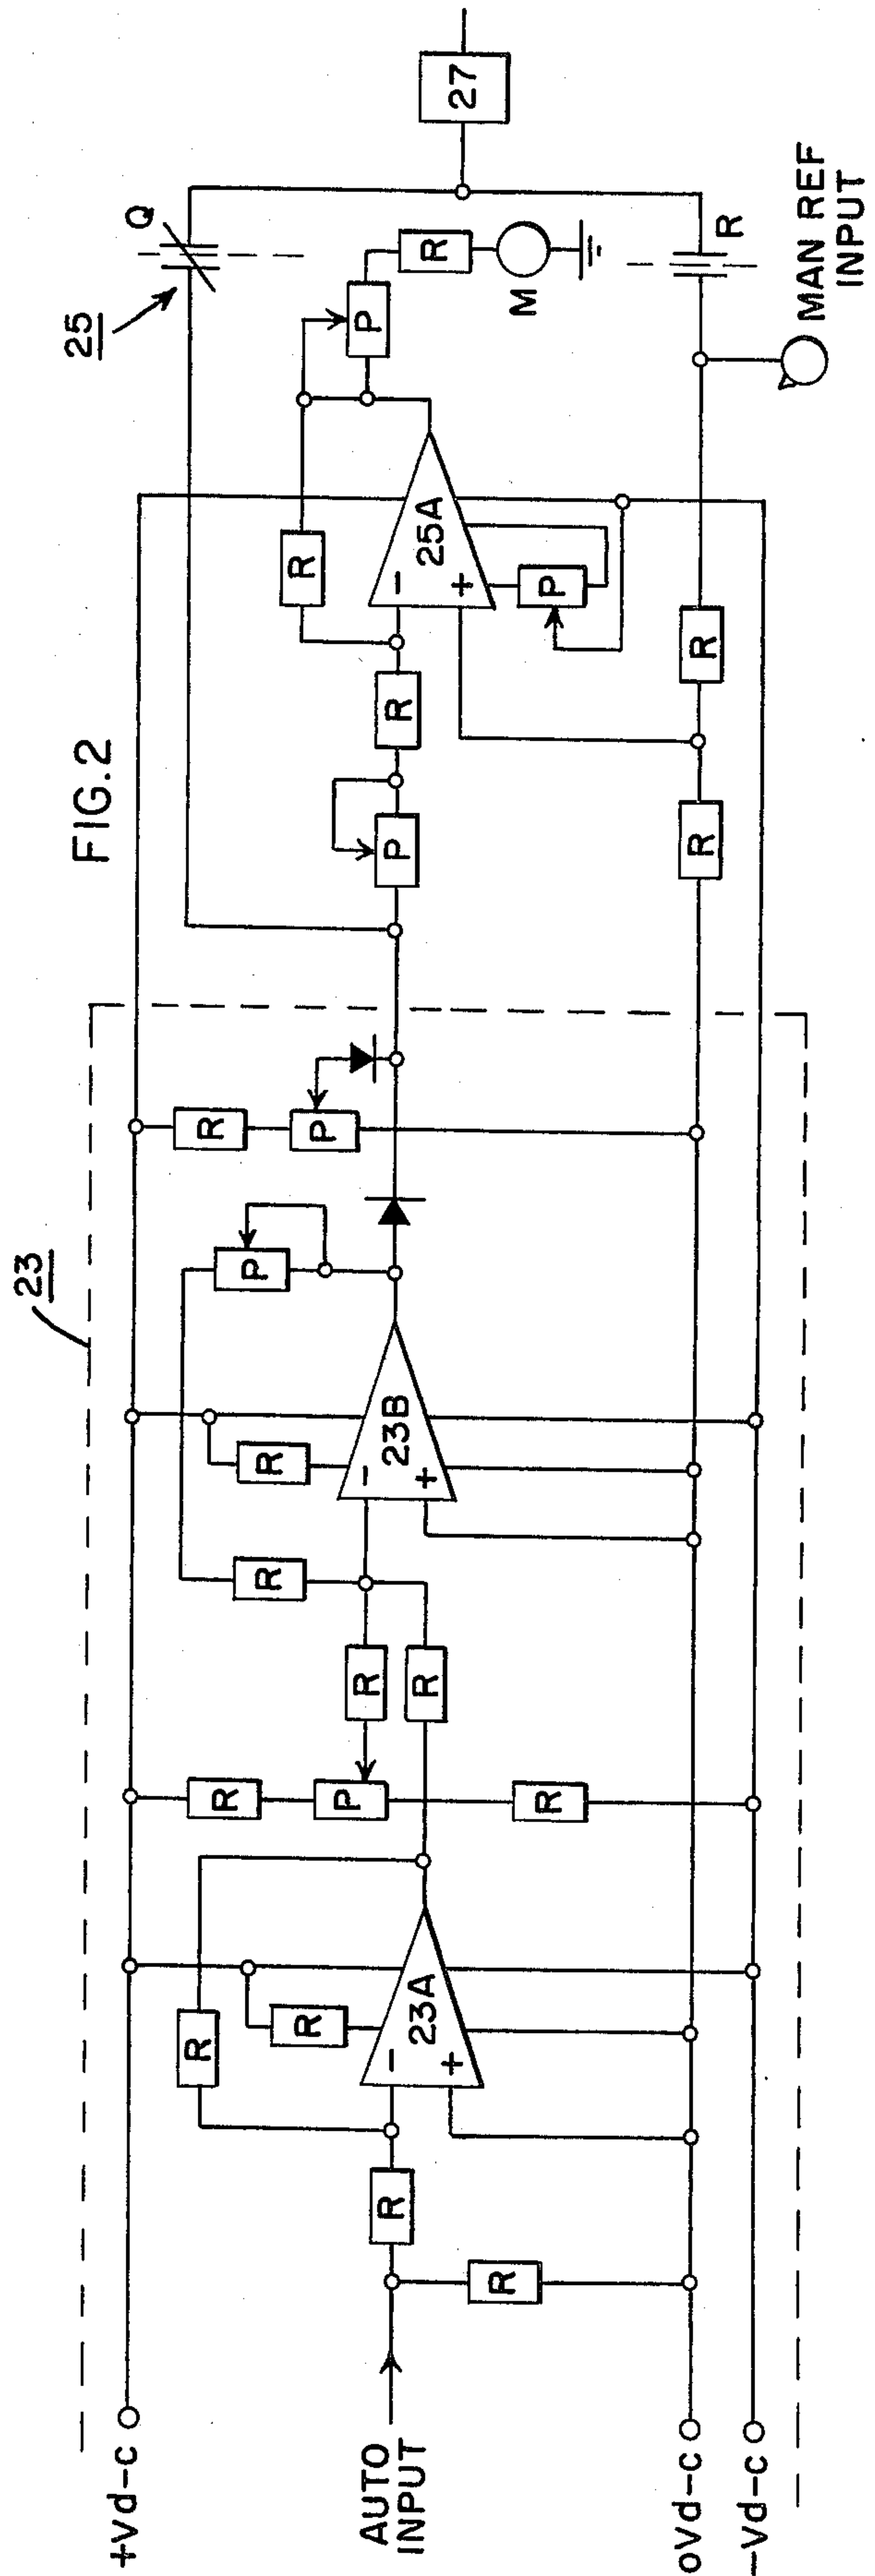 FIG.2
23
25
Q
27
+Vd-c
R
R
R
P
R
R
R
P
R
P
R
R
P
P
R
AUTO
INPUT
R
R
23A
-
+
R
R
-
+
23B
P
R
-
+
25A
P
M
R
R
R
MAN REF
INPUT
R
oVd-c
-Vd-c